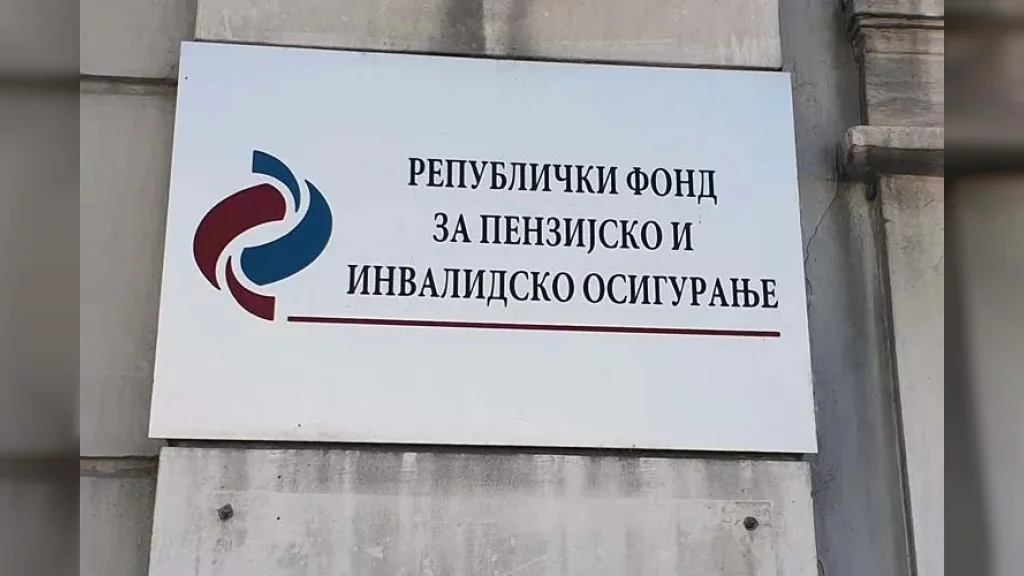 РЕПУБЛИЧКИ ФОНД
ЗА ПЕНЗИЈСКО И
ИНВАЛИДСКО ОСИГУРАЊЕ